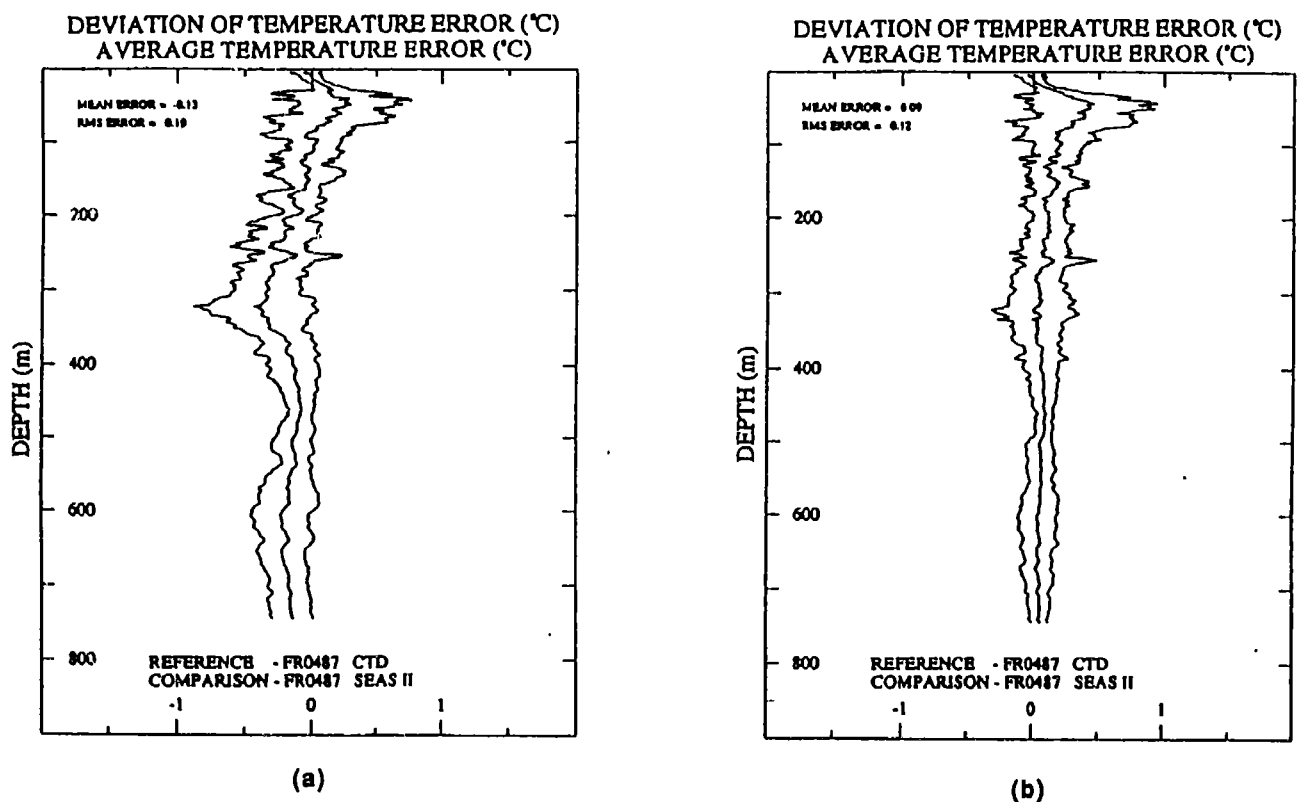 DEVIATION OF TEMPERATURE ERROR (°C)
AVERAGE TEMPERATURE ERROR (°C)
MEAN ERROR = -0.13
RMS ERROR = 0.19
DEPTH (m)
200
400
600
800
REFERENCE - FR0487 CTD
COMPARISON - FR0487 SEAS II
-1 0 1
(a)
DEVIATION OF TEMPERATURE ERROR (°C)
AVERAGE TEMPERATURE ERROR (°C)
MEAN ERROR = 0.09
RMS ERROR = 0.12
DEPTH (m)
200
400
600
800
REFERENCE - FR0487 CTD
COMPARISON - FR0487 SEAS II
-1 0 1
(b)